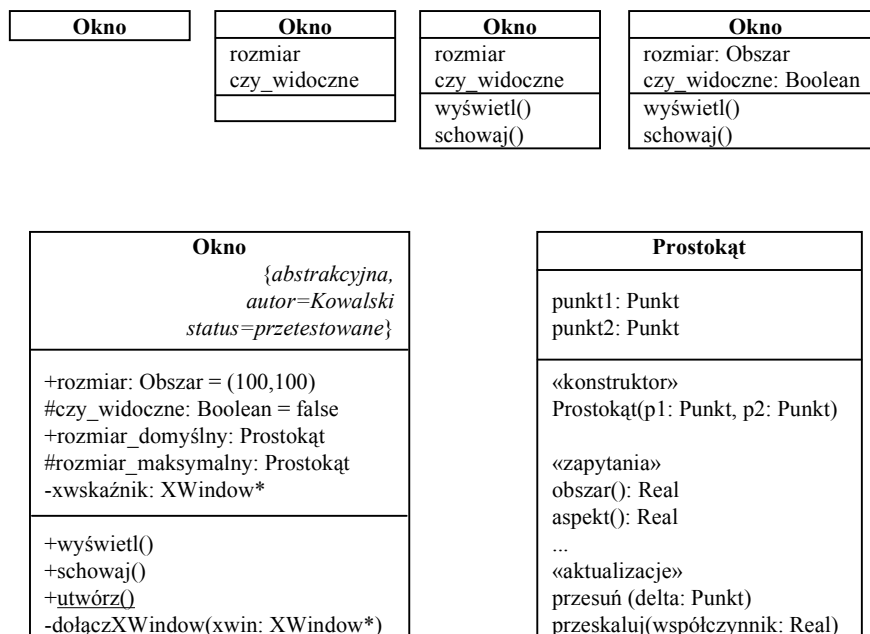 Okno
Okno
rozmiar
czy_widoczne
Okno
rozmiar
czy_widoczne
wyświetl()
schowaj()
Okno
rozmiar: Obszar
czy_widoczne: Boolean
wyświetl()
schowaj()
Okno
{abstrakcyjna,
autor=Kowalski
status=przetestowane}
+rozmiar: Obszar = (100,100)
#czy_widoczne: Boolean = false
+rozmiar_domyślny: Prostokąt
#rozmiar_maksymalny: Prostokąt
-xwskaźnik: XWindow*
+wyświetl()
+schowaj()
+utwórz()
-dołączXWindow(xwin: XWindow*)
Prostokąt
punkt1: Punkt
punkt2: Punkt
«konstruktor»
Prostokąt(p1: Punkt, p2: Punkt)
«zapytania»
obszar(): Real
aspekt(): Real
...
«aktualizacje»
przesuń (delta: Punkt)
przeskaluj(współczynnik: Real)